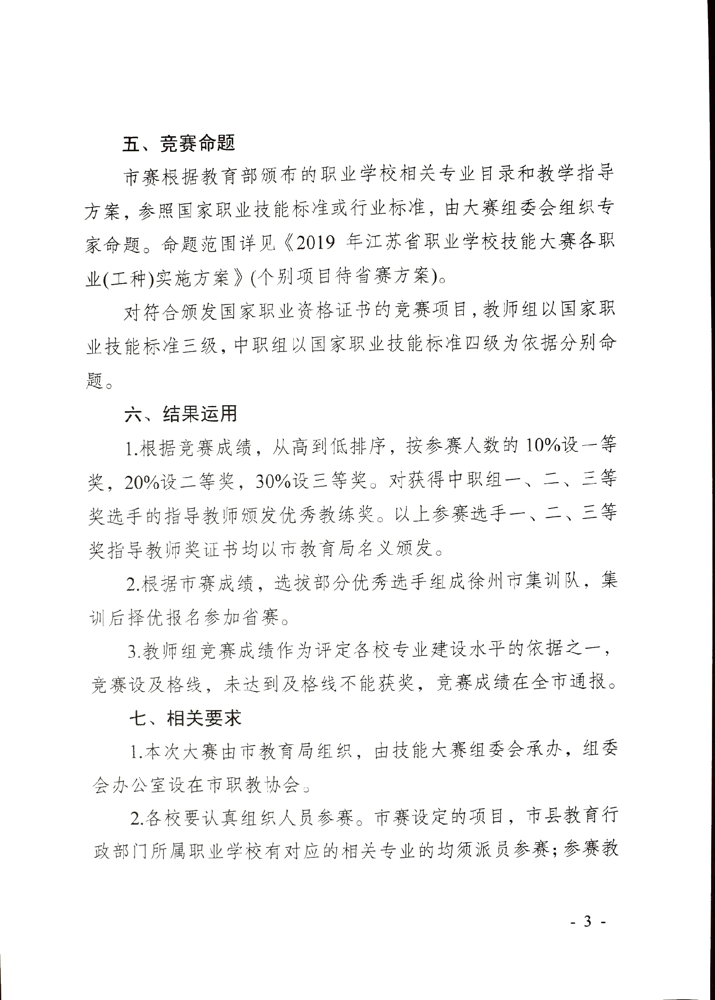 五、竞赛命题
市赛根据教育部颁布的职业学校相关专业目录和教学指导
方案，参照国家职业技能标准或行业标准，由大赛组委会组织专
家命题。命题范围详见《2019 年江苏省职业学校技能大赛各职
业(工种)实施方案》(个别项目待省赛方案)。
对符合颁发国家职业资格证书的竞赛项目，教师组以国家职
业技能标准三级，中职组以国家职业技能标准四级为依据分别命
题。
六、结果运用
1.根据竞赛成绩，从高到低排序，按参赛人数的 10%设一等
奖，20%设二等奖，30%设三等奖。对获得中职组一、二、三等
奖选手的指导教师颁发优秀教练奖。以上参赛选手一、二、三等
奖指导教师奖证书均以市教育局名义颁发。
2.根据市赛成绩，选拔部分优秀选手组成徐州市集训队，集
训后择优报名参加省赛。
3.教师组竞赛成绩作为评定各校专业建设水平的依据之一，
竞赛设及格线，未达到及格线不能获奖，竞赛成绩在全市通报。
七、相关要求
1.本次大赛由市教育局组织，由技能大赛组委会承办，组委
会办公室设在市职教协会。
2.各校要认真组织人员参赛。市赛设定的项目，市县教育行
政部门所属职业学校有对应的相关专业的均须派员参赛；参赛教
- 3 -